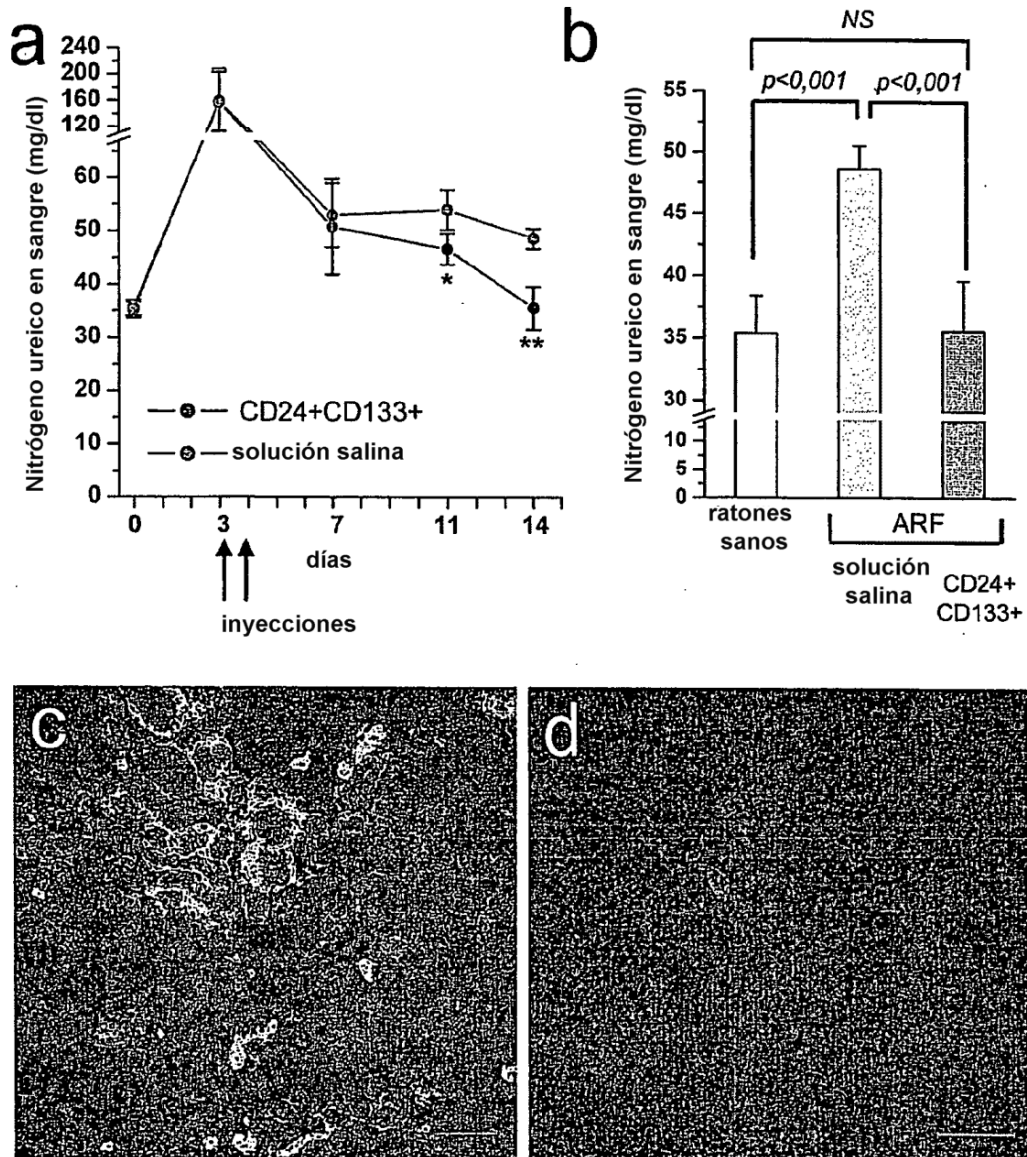 a
Nitrógeno ureico en sangre (mg/dl)
240
200
160
120
60
50
40
30
20
10
0
*
**
CD24+CD133+
solución salina
0 3 7 11 14
días
inyecciones
b
NS
p<0,001 p<0,001
Nitrógeno ureico en sangre (mg/dl)
55
50
45
40
35
30
10
5
0
ratones
sanos
ARF
solución
salina
CD24+
CD133+
c
d